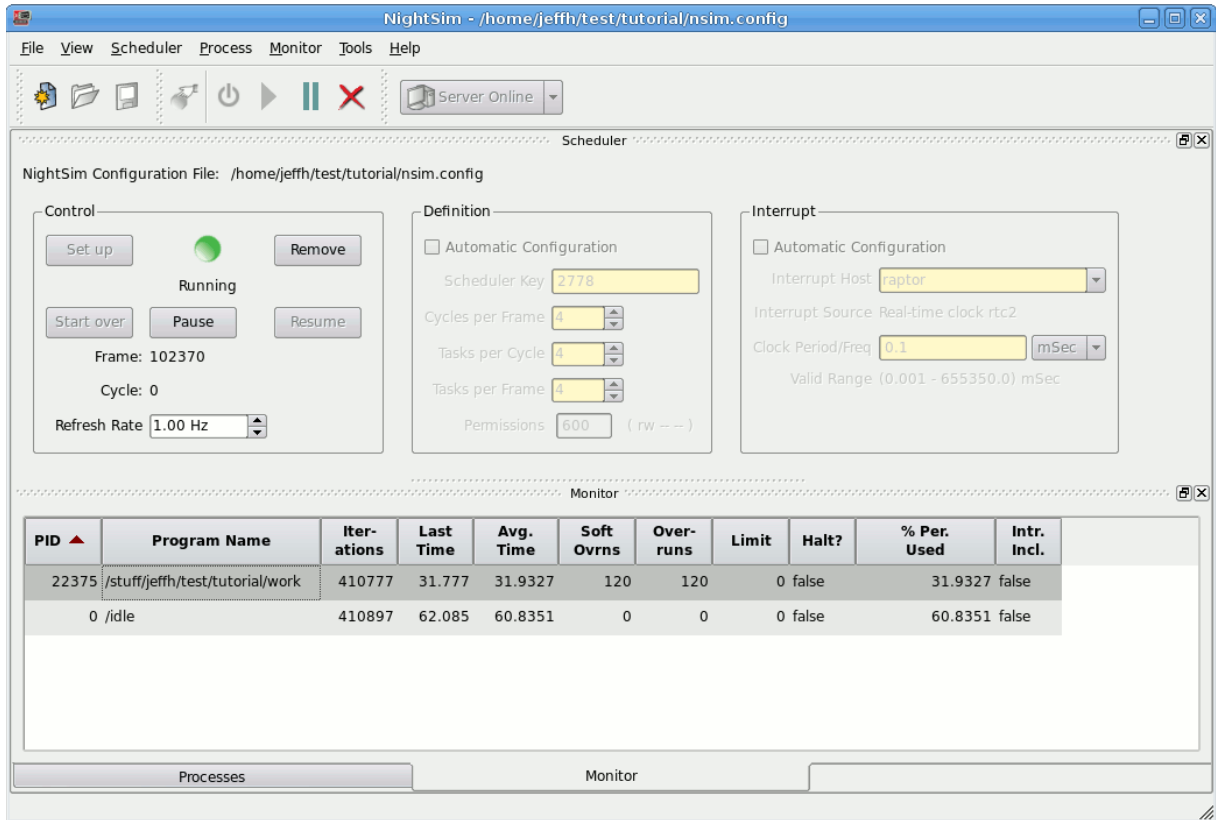 NightSim - /home/jeffh/test/tutorial/nsim.config
File View Scheduler Process Monitor Tools Help
Server Online
Scheduler
NightSim Configuration File: /home/jeffh/test/tutorial/nsim.config
Control
Set up
Remove
Running
Start over Pause Resume
Frame: 102370
Cycle: 0
Refresh Rate 1.00 Hz
Definition
Automatic Configuration
Scheduler Key 2778
Cycles per Frame 4
Tasks per Cycle 4
Tasks per Frame 4
Permissions 600 ( rw -- -- )
Interrupt
Automatic Configuration
Interrupt Host raptor
Interrupt Source Real-time clock rtc2
Clock Period/Freq 0.1 mSec
Valid Range (0.001 - 655350.0) mSec
Monitor
PID Program Name Iter-ations Last Time Avg. Time Soft Ovrns Over-runs Limit Halt? % Per. Used Intr. Incl.
22375 /stuff/jeffh/test/tutorial/work 410777 31.777 31.9327 120 120 0 false 31.9327 false
0 /idle 410897 62.085 60.8351 0 0 0 false 60.8351 false
Processes Monitor